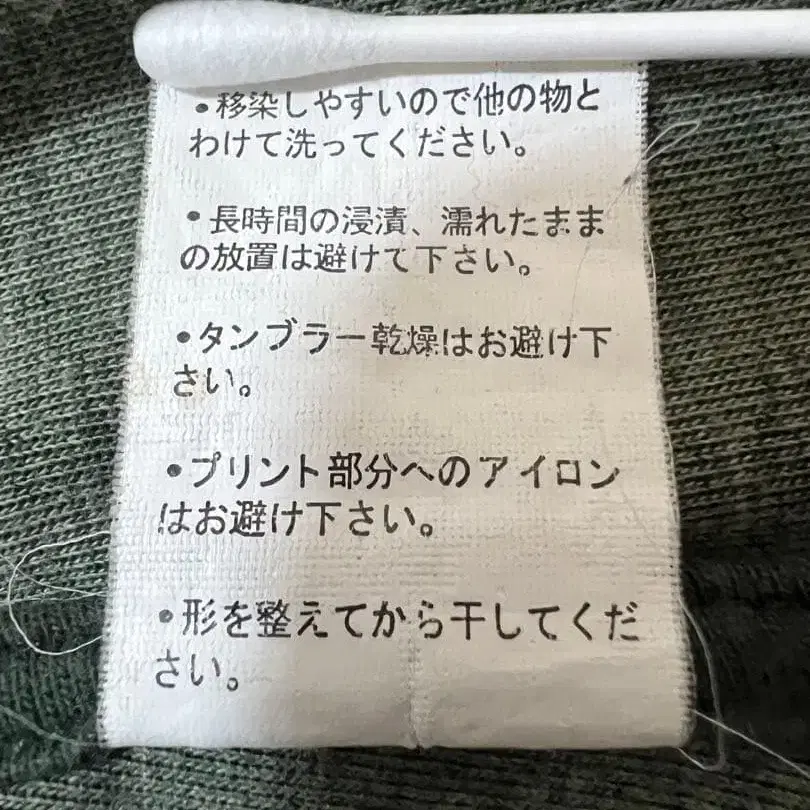 ・移染しやすいので他の物と
わけて洗ってください。
・長時間の浸漬、濡れたまま
の放置は避けて下さい。
・タンブラー乾燥はお避け下
さい。
・プリント部分へのアイロン
はお避け下さい。
・形を整えてから干してくだ
さい。